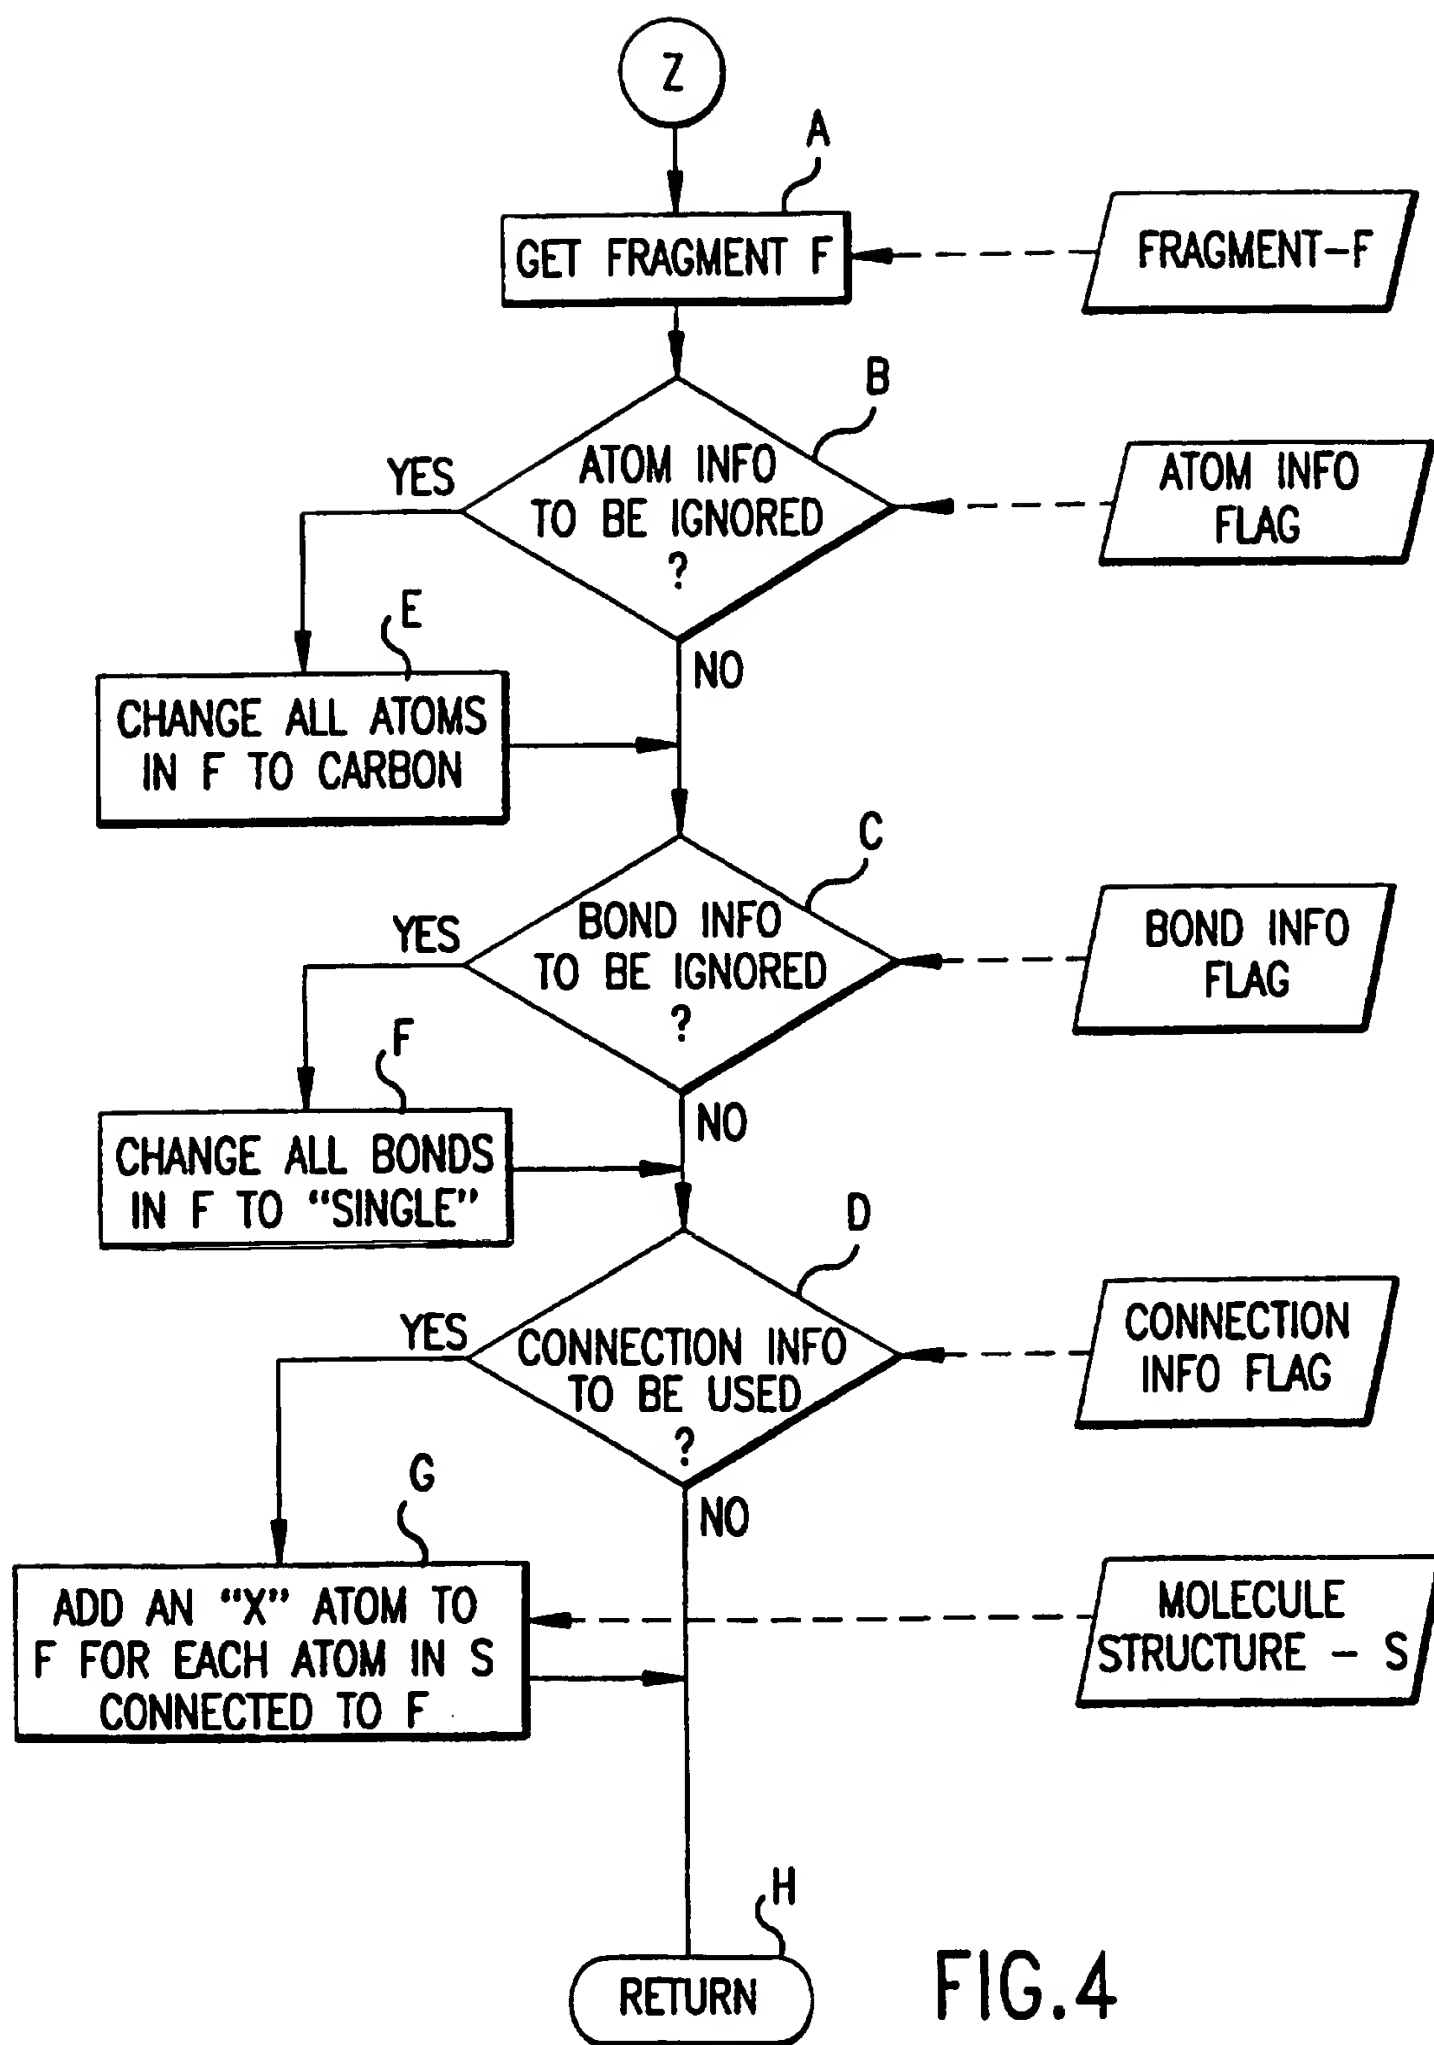 Z
A
GET FRAGMENT F
FRAGMENT-F
B
ATOM INFO
TO BE IGNORED
?
YES
NO
ATOM INFO
FLAG
E
CHANGE ALL ATOMS
IN F TO CARBON
C
BOND INFO
TO BE IGNORED
?
YES
NO
BOND INFO
FLAG
F
CHANGE ALL BONDS
IN F TO “SINGLE”
D
CONNECTION INFO
TO BE USED
?
YES
NO
CONNECTION
INFO FLAG
G
ADD AN “X” ATOM TO
F FOR EACH ATOM IN S
CONNECTED TO F
MOLECULE
STRUCTURE - S
H
RETURN
FIG.4